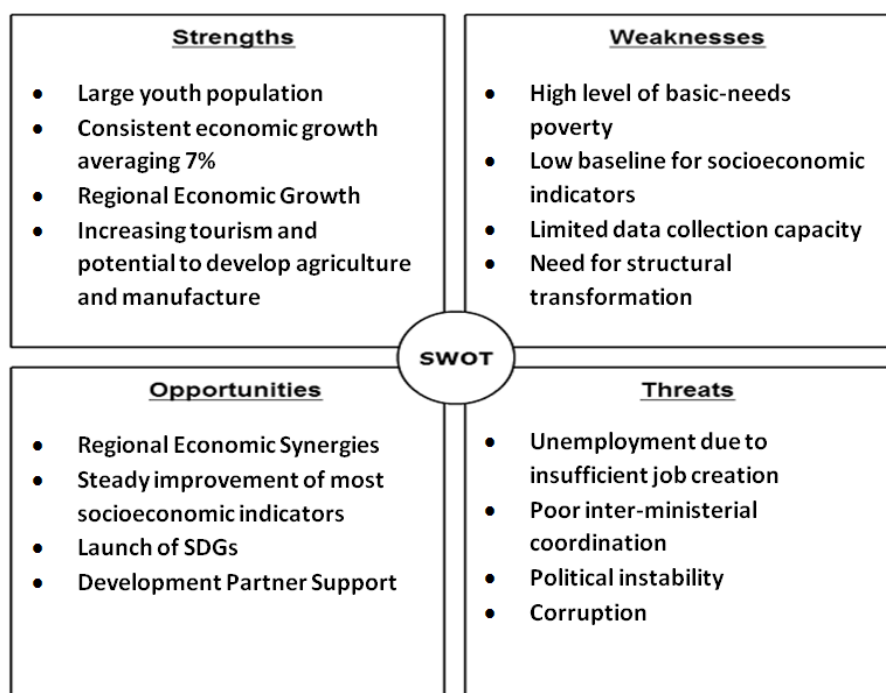 Strengths
• Large youth population
• Consistent economic growth
averaging 7%
• Regional Economic Growth
• Increasing tourism and
potential to develop agriculture
and manufacture
Weaknesses
• High level of basic-needs
poverty
• Low baseline for socioeconomic
indicators
• Limited data collection capacity
• Need for structural
transformation
SWOT
Opportunities
• Regional Economic Synergies
• Steady improvement of most
socioeconomic indicators
• Launch of SDGs
• Development Partner Support
Threats
• Unemployment due to
insufficient job creation
• Poor inter-ministerial
coordination
• Political instability
• Corruption